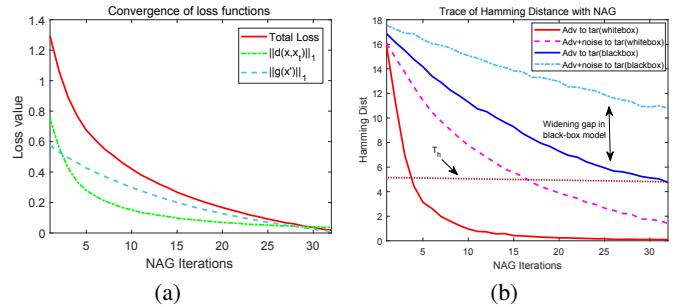 Convergence of loss functions
Loss value
1.4
1.2
1
0.8
0.6
0.4
0.2
0
5 10 15 20 25 30
NAG Iterations
Total Loss
||d(x,x_t)||_1
||g(x')||_1
(a)
Trace of Hamming Distance with NAG
Hamming Dist
18
16
14
12
10
8
6
4
2
0
5 10 15 20 25 30
NAG Iterations
Adv to tar(whitebox)
Adv+noise to tar(whitebox)
Adv to tar(blackbox)
Adv+noise to tar(blackbox)
Widening gap in
black-box model
T_h
(b)